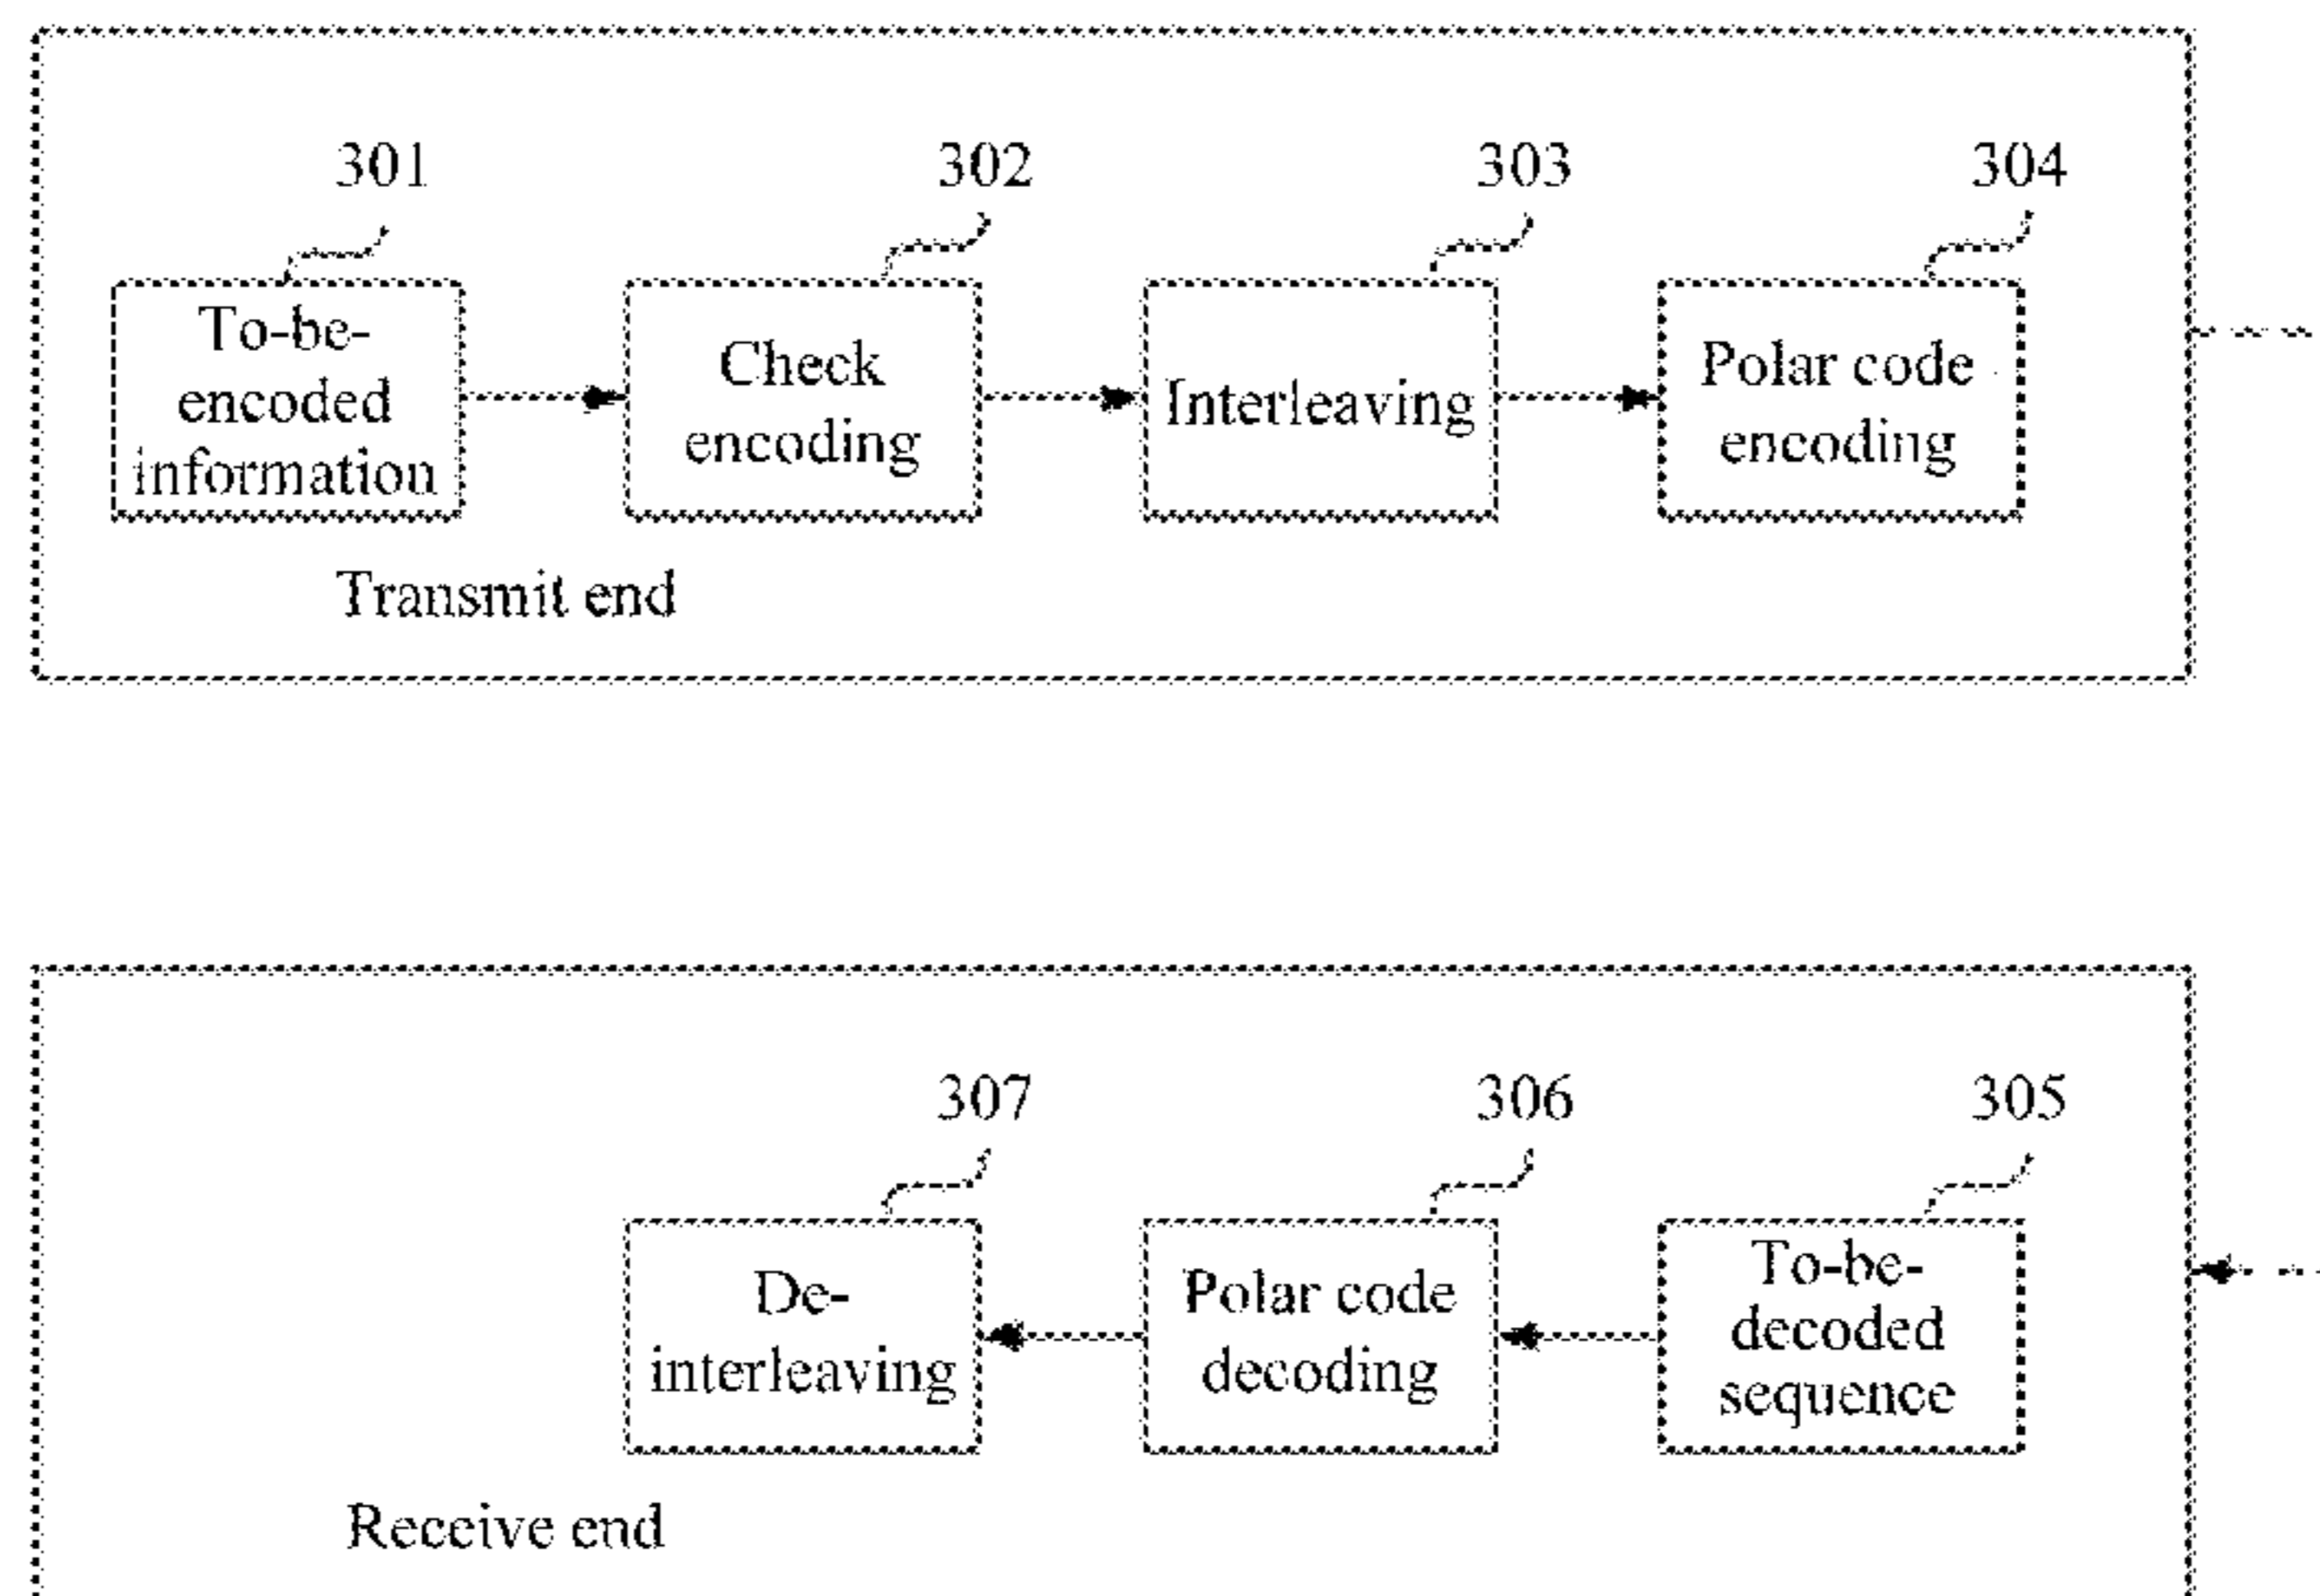 301
302
303
304
To-be-
encoded
information
Check
encoding
Interleaving
Polar code
encoding
Transmit end
307
306
305
De-
interleaving
Polar code
decoding
To-be-
decoded
sequence
Receive end